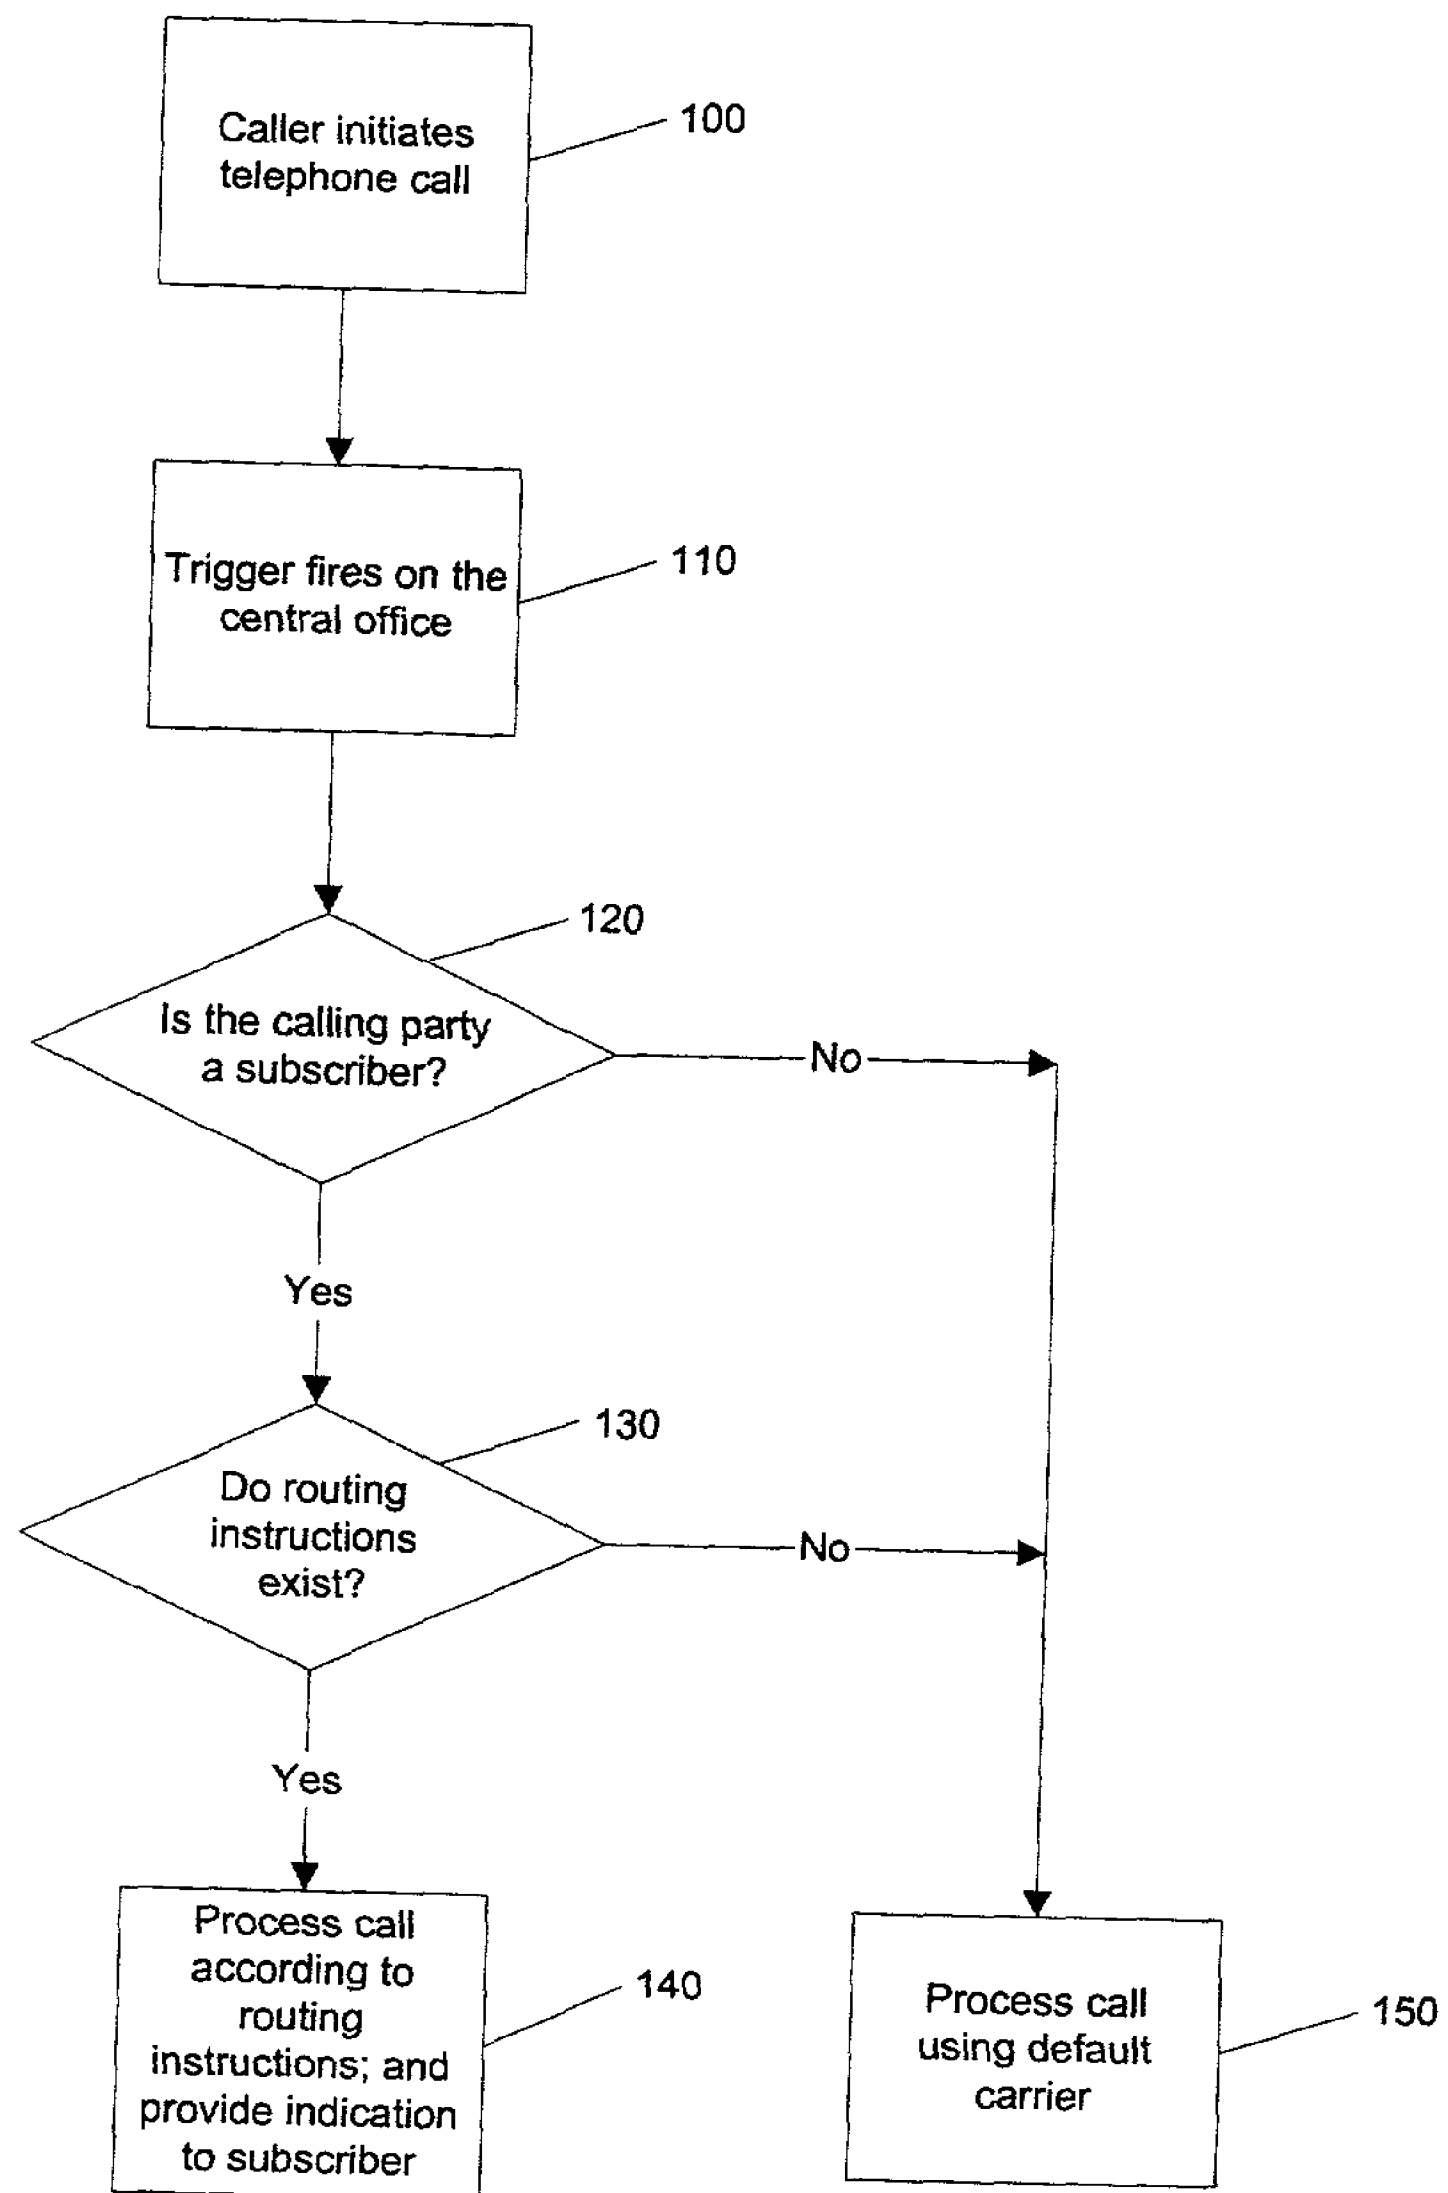 Caller initiates
telephone call
100
Trigger fires on the
central office
110
120
Is the calling party
a subscriber?
No
Yes
130
Do routing
instructions
exist?
No
Yes
Process call
according to
routing
instructions; and
provide indication
to subscriber
140
Process call
using default
carrier
150